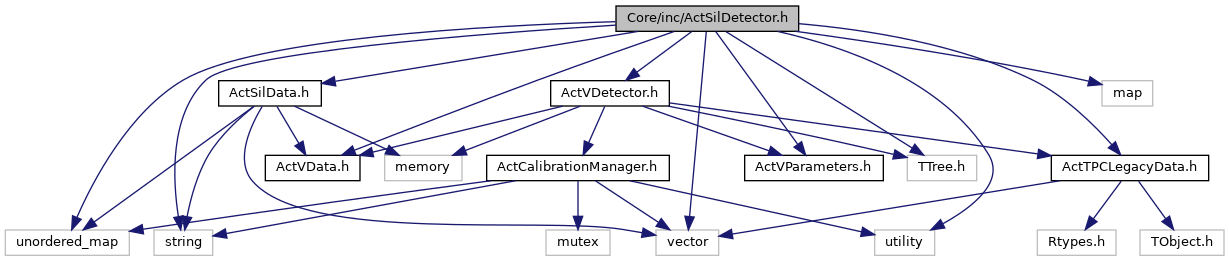 Core/inc/ActSilDetector.h
ActSilData.h
ActVDetector.h
map
ActVData.h
memory
ActCalibrationManager.h
ActVParameters.h
TTree.h
ActTPCLegacyData.h
unordered_map
string
mutex
vector
utility
Rtypes.h
TObject.h